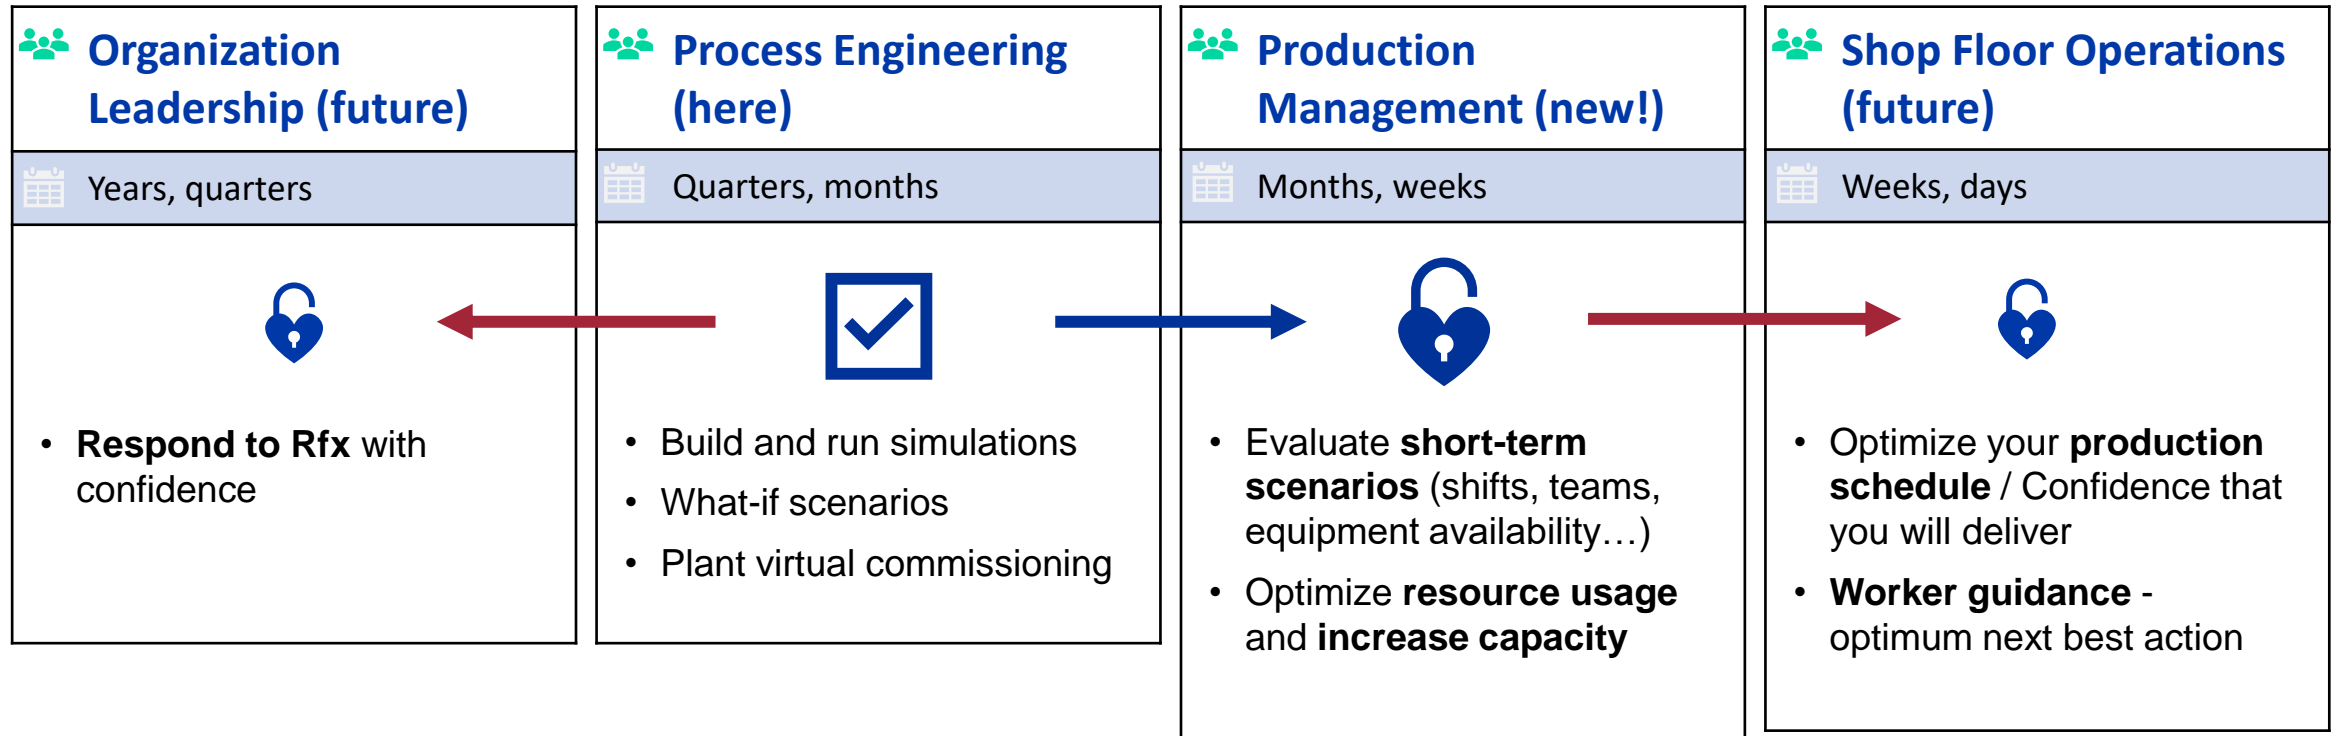 Organization
Leadership (future)
Years, quarters
• Respond to Rfx with
confidence
Process Engineering
(here)
Quarters, months
• Build and run simulations
• What-if scenarios
• Plant virtual commissioning
Production
Management (new!)
Months, weeks
• Evaluate short-term
scenarios (shifts, teams,
equipment availability…)
• Optimize resource usage
and increase capacity
Shop Floor Operations
(future)
Weeks, days
• Optimize your production
schedule / Confidence that
you will deliver
• Worker guidance -
optimum next best action